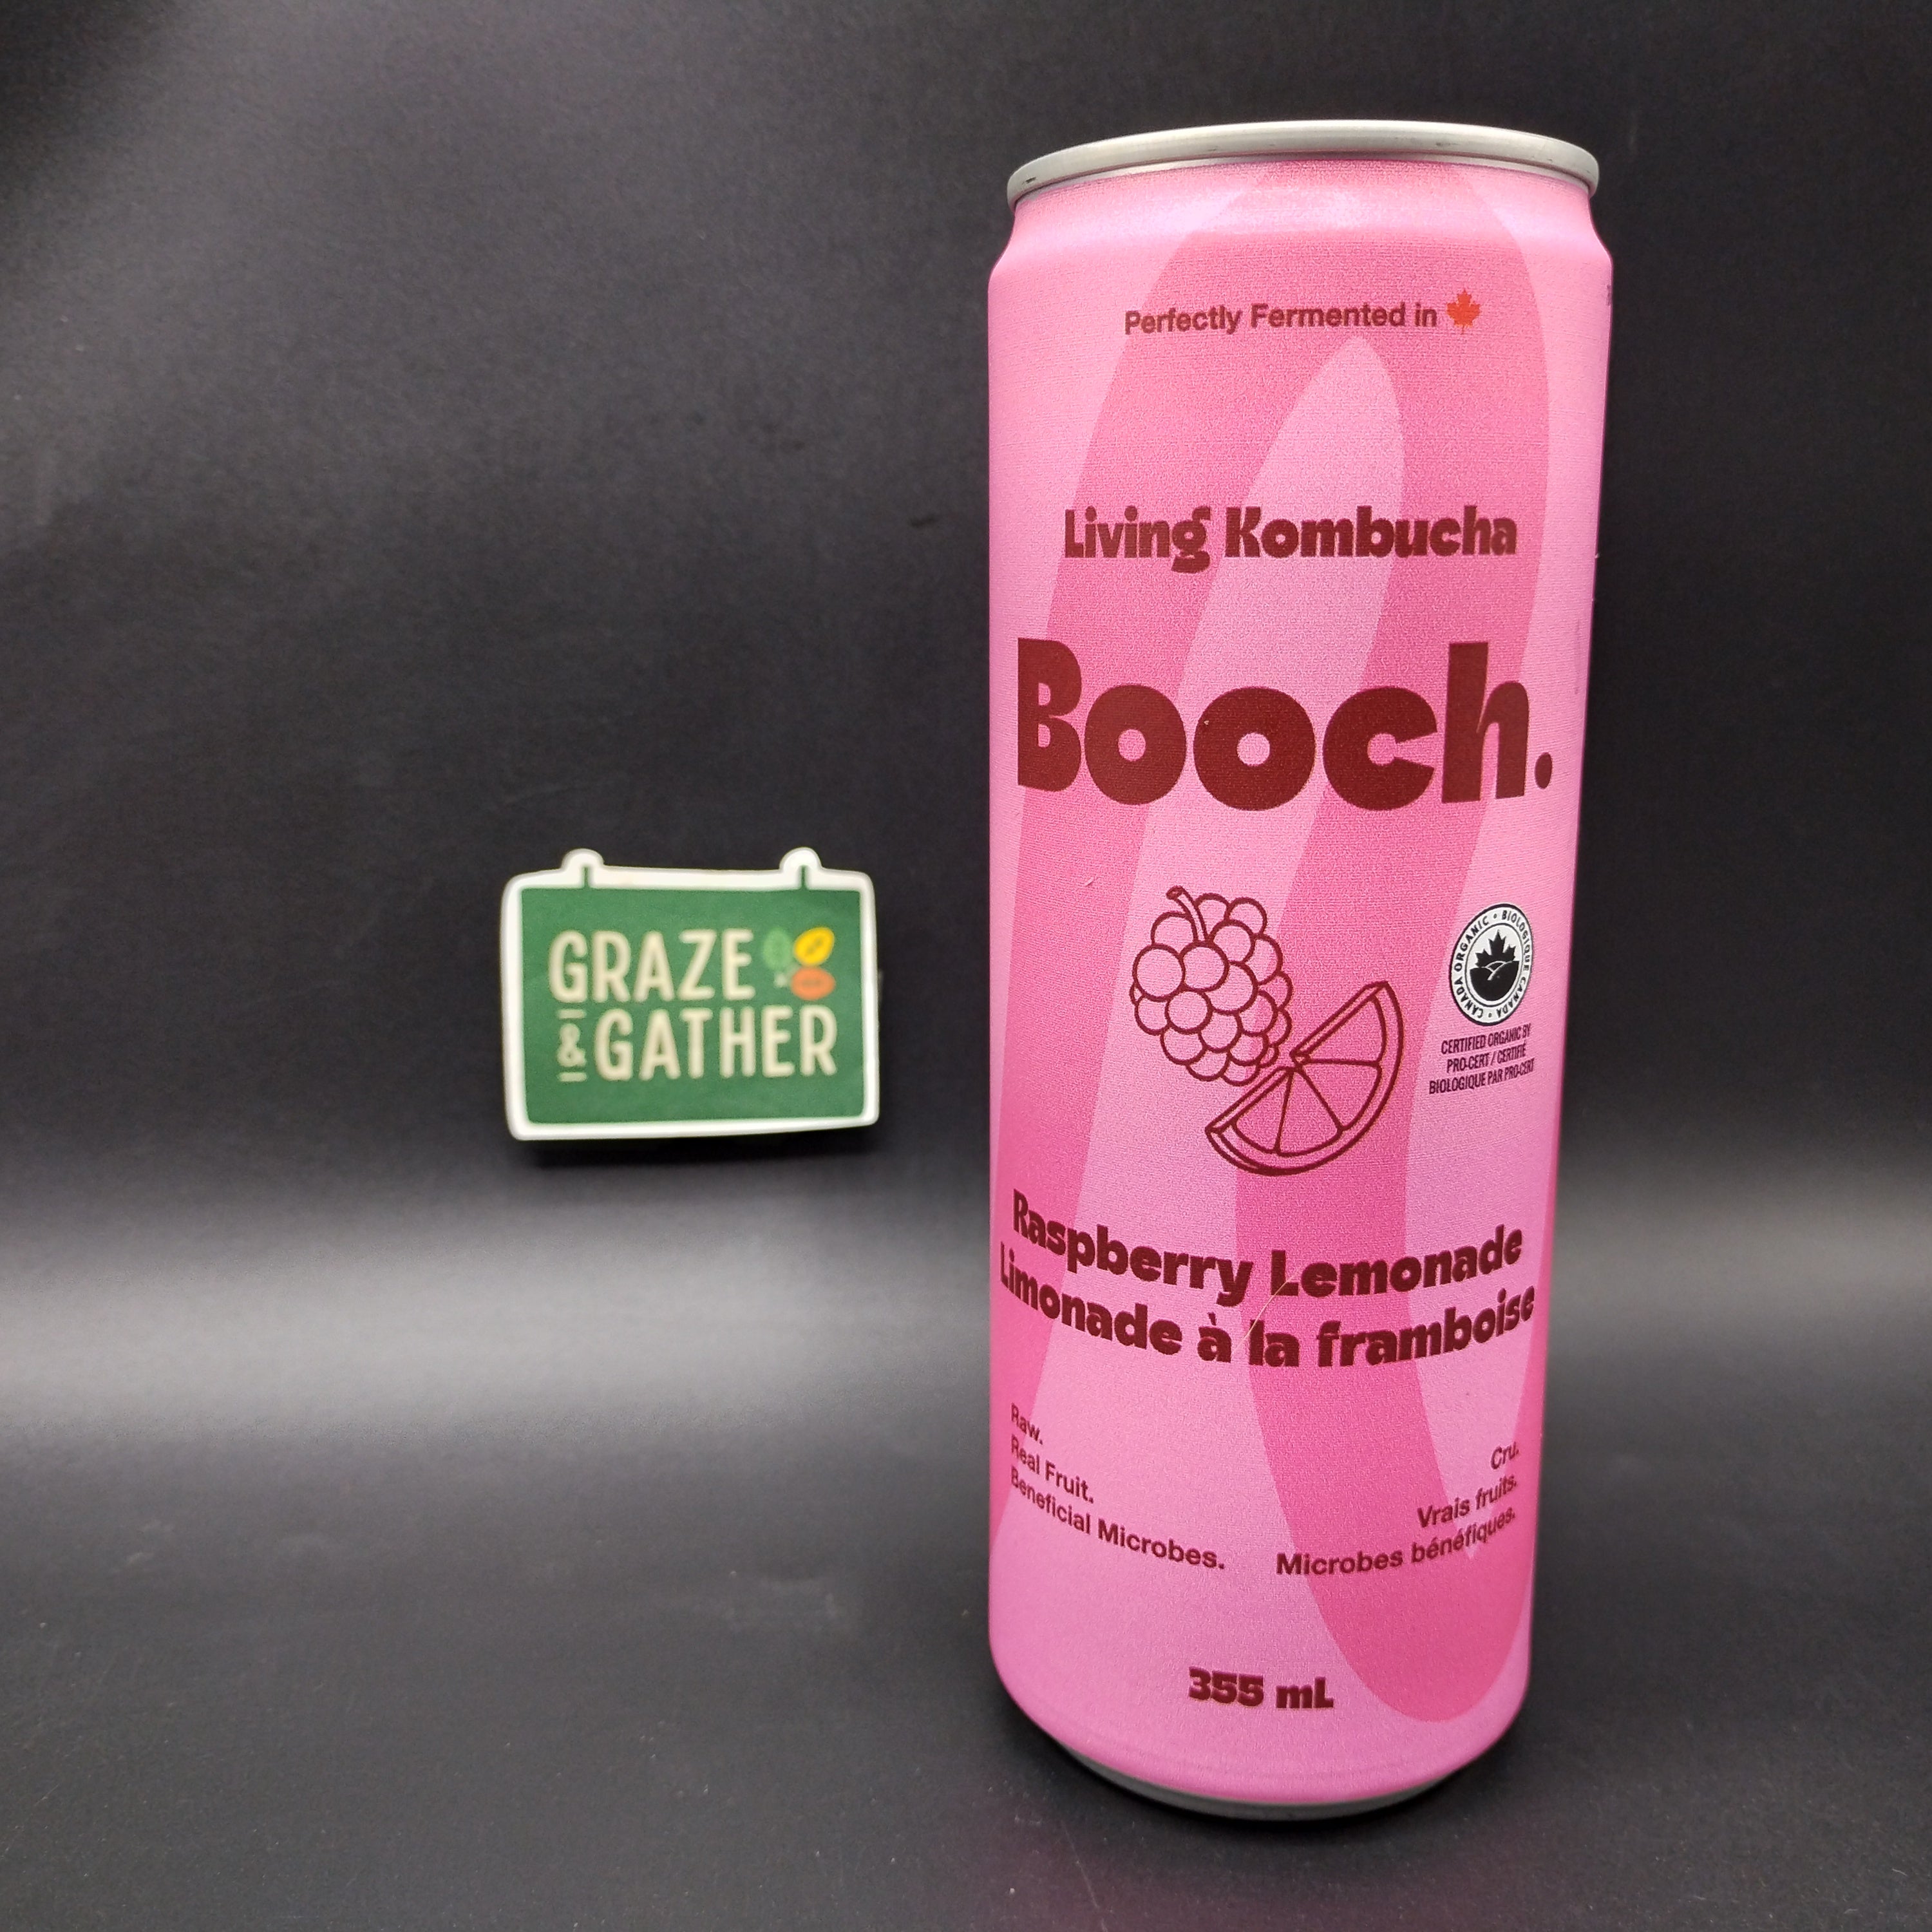 Perfectly Fermented in
Living Kombucha
Booch.
CANADA ORGANIC • BIOLOGIQUE CANADA •
CERTIFIED ORGANIC BY
PRO-CERT / CERTIFIÉ
BIOLOGIQUE PAR PRO-CERT
Raspberry Lemonade
Limonade à la framboise
Raw.
Real Fruit.
Beneficial Microbes.
Cru.
Vrais fruits.
Microbes bénéfiques.
355 mL
GRAZE
& GATHER